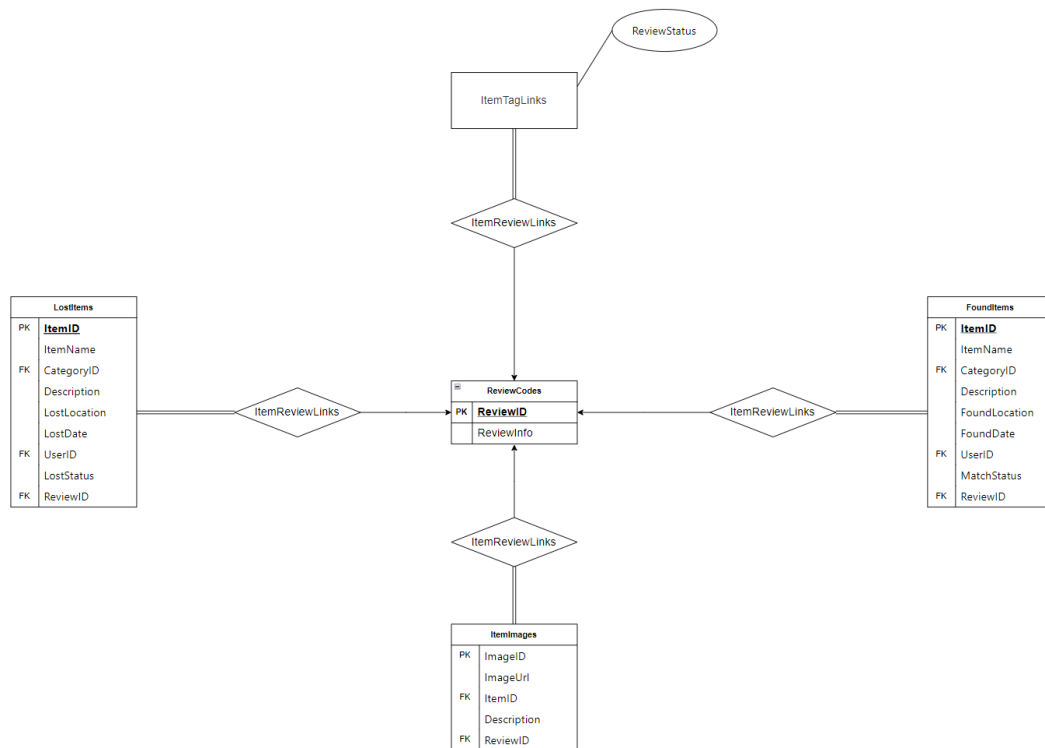 ReviewStatus
ItemTagLinks
ItemReviewLinks
LostItems
PK ItemID
ItemName
FK CategoryID
Description
LostLocation
LostDate
FK UserID
LostStatus
FK ReviewID
ItemReviewLinks
ReviewCodes
PK ReviewID
ReviewInfo
ItemReviewLinks
FoundItems
PK ItemID
ItemName
FK CategoryID
Description
FoundLocation
FoundDate
FK UserID
MatchStatus
FK ReviewID
ItemReviewLinks
ItemImages
PK ImageID
ImageUrl
FK ItemID
Description
FK ReviewID